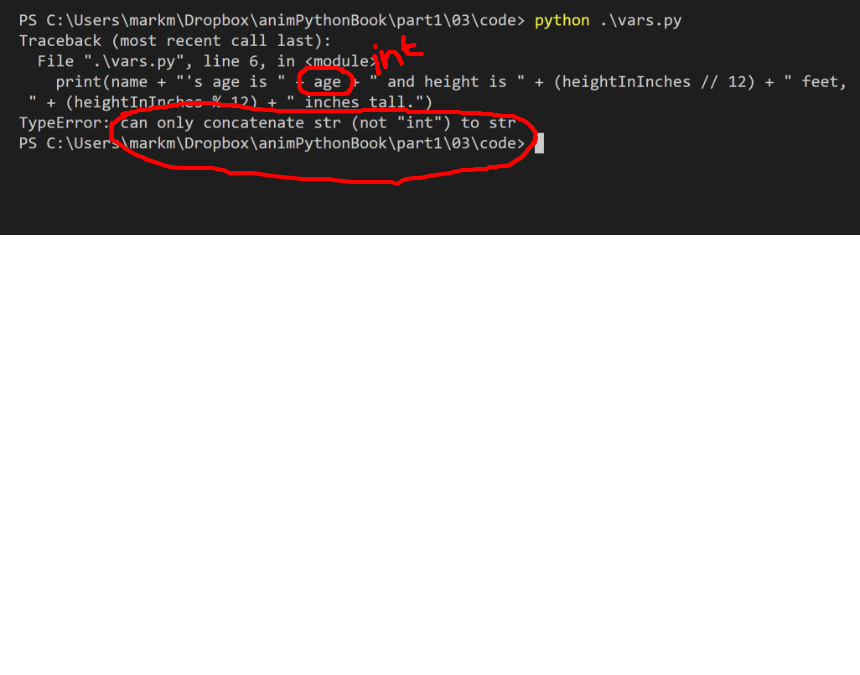 PS C:\Users\markm\Dropbox\animPythonBook\part1\03\code> python .\vars.py
Traceback (most recent call last):
File ".\vars.py", line 6, in <module>
int
print(name + "'s age is " + age + " and height is " + (heightInInches // 12) + " feet,
" + (heightInInches % 12) + " inches tall.")
TypeError: can only concatenate str (not "int") to str
PS C:\Users\markm\Dropbox\animPythonBook\part1\03\code>